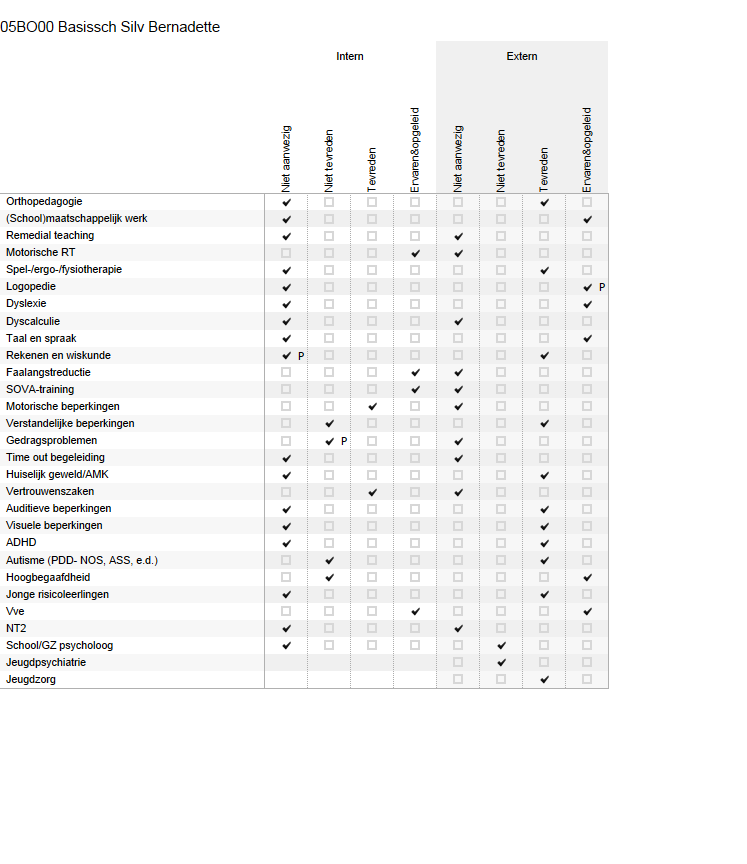 05BO00 Basissch Silv Bernadette
Intern Extern
Niet aanwezig Niet tevreden Tevreden Ervaren&opgeleid Niet aanwezig Niet tevreden Tevreden Ervaren&opgeleid
Orthopedagogie
(School)maatschappelijk werk
Remedial teaching
Motorische RT
Spel-/ergo-/fysiotherapie
Logopedie P
Dyslexie
Dyscalculie
Taal en spraak
Rekenen en wiskunde P
Faalangstreductie
SOVA-training
Motorische beperkingen
Verstandelijke beperkingen
Gedragsproblemen P
Time out begeleiding
Huiselijk geweld/AMK
Vertrouwenszaken
Auditieve beperkingen
Visuele beperkingen
ADHD
Autisme (PDD- NOS, ASS, e.d.)
Hoogbegaafdheid
Jonge risicoleerlingen
Vve
NT2
School/GZ psycholoog
Jeugdpsychiatrie
Jeugdzorg